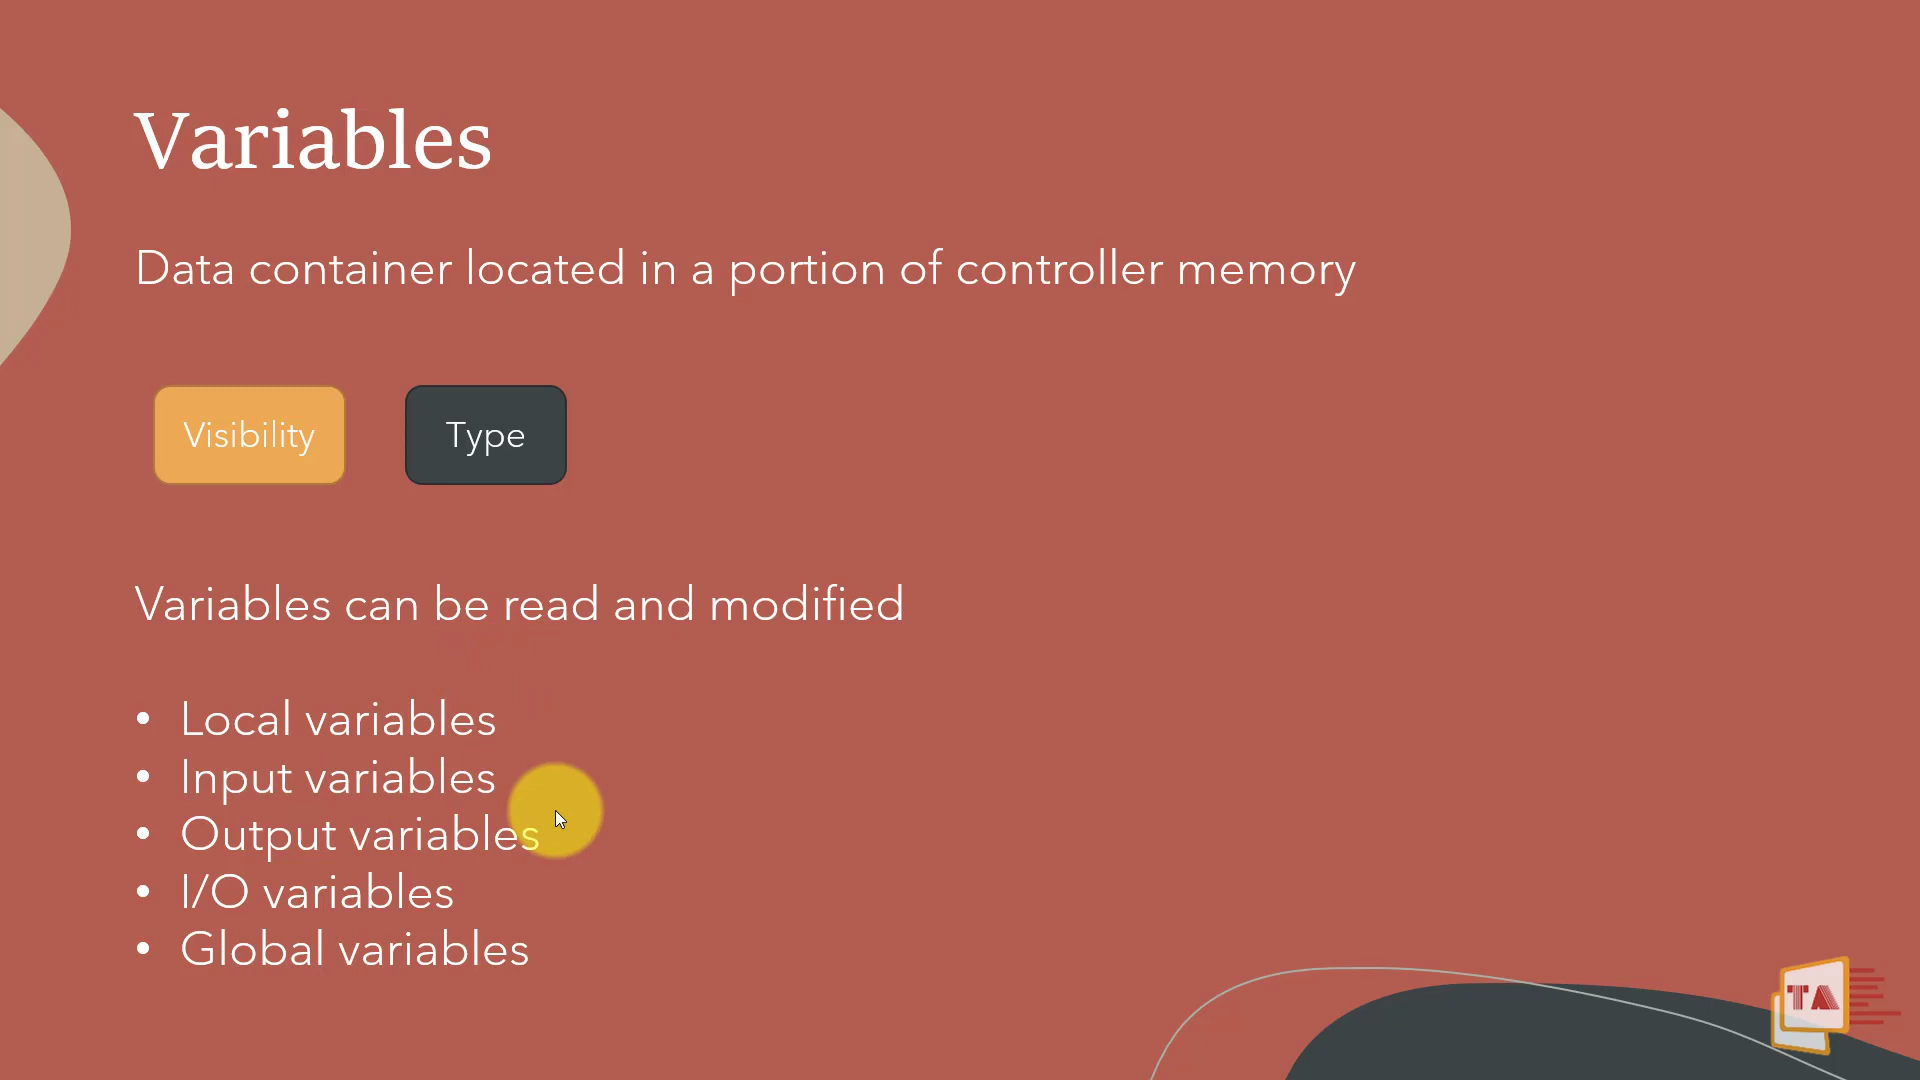 Variables
Data container located in a portion of controller memory
Visibility
Type
Variables can be read and modified
• Local variables
• Input variables
• Output variables
• I/O variables
• Global variables
TA